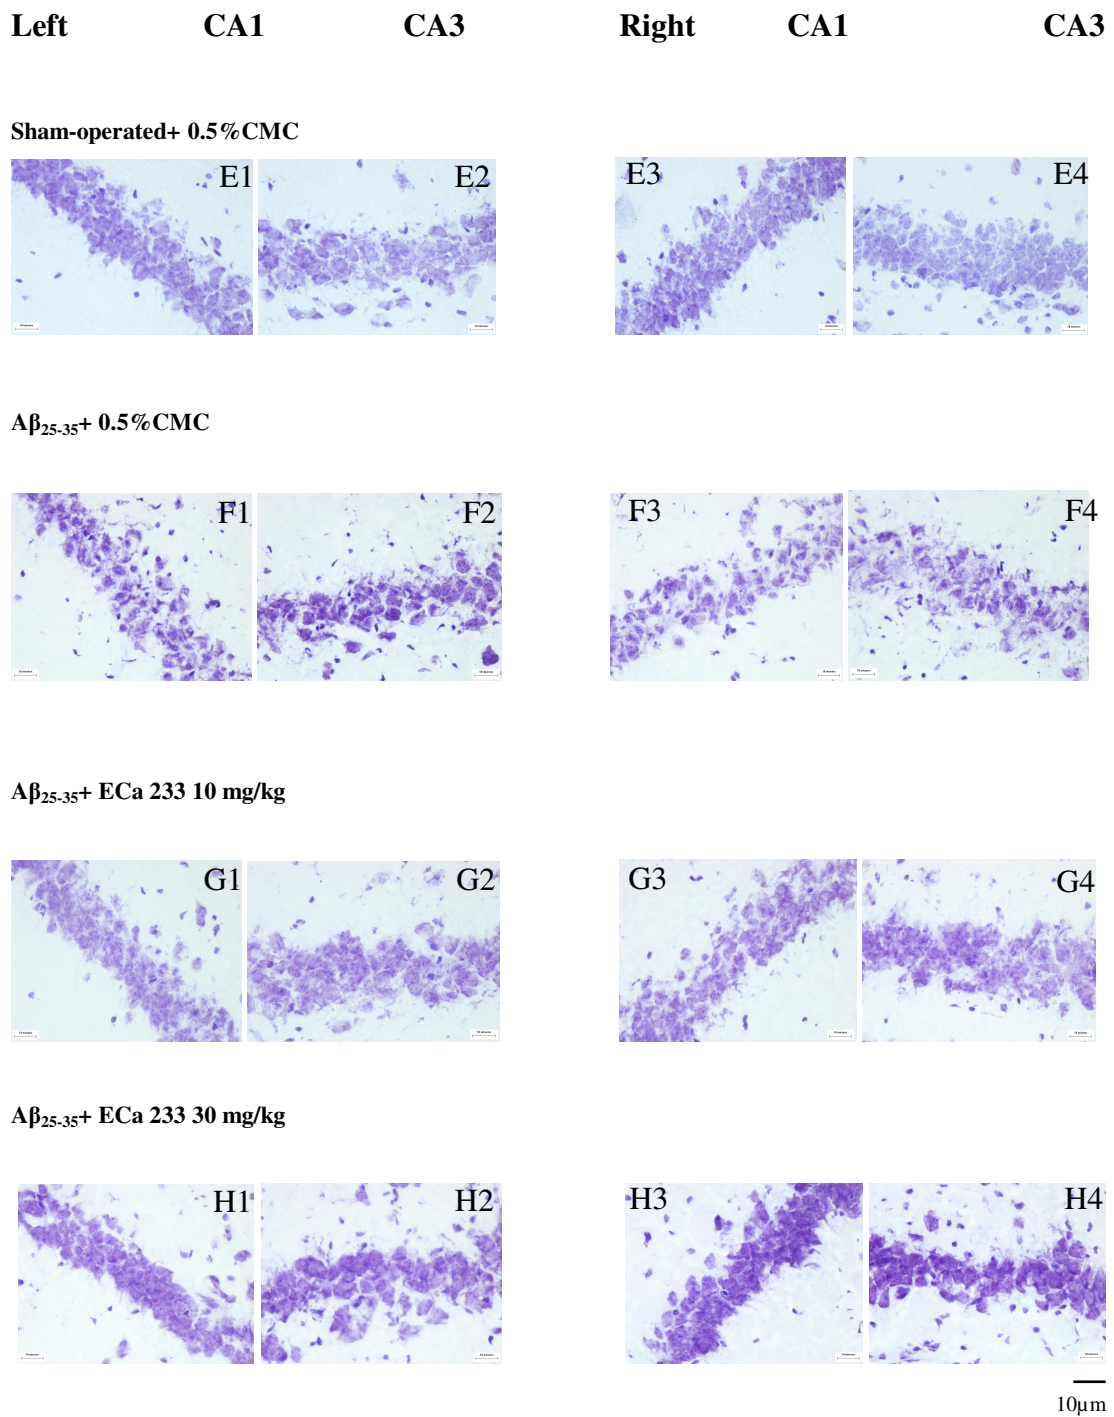 Left CA1 CA3 Right CA1 CA3
Sham-operated+ 0.5%CMC
E1 E2 E3 E4
Aβ25-35+ 0.5%CMC
F1 F2 F3 F4
Aβ25-35+ ECa 233 10 mg/kg
G1 G2 G3 G4
Aβ25-35+ ECa 233 30 mg/kg
H1 H2 H3 H4
10µm